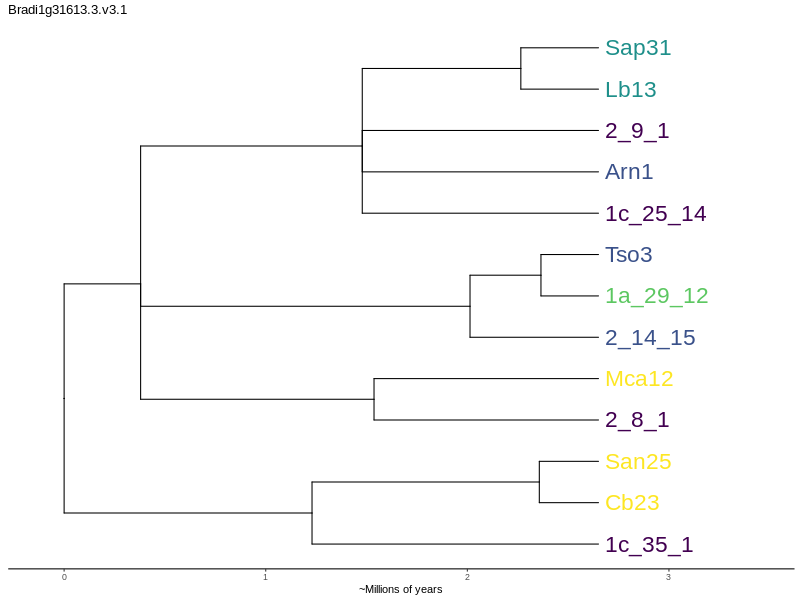 Bradi1g31613.3.v3.1
Sap31
Lb13
2_9_1
Arn1
1c_25_14
Tso3
1a_29_12
2_14_15
Mca12
2_8_1
San25
Cb23
1c_35_1
0 1 2 3
~Millions of years